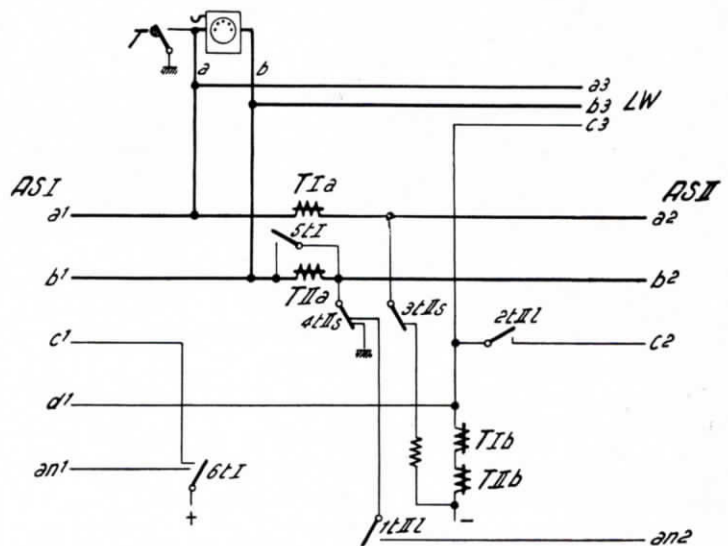 T
a b
a3
b3 LW
c3
ASI TIa ASII
a1 a2
5tI
b1 b2
TIIa
4tIIs 3tIIs 2tIIl
c1 c2
d1
TIb
an1 6tI TIIb
+ -
1tIIl an2